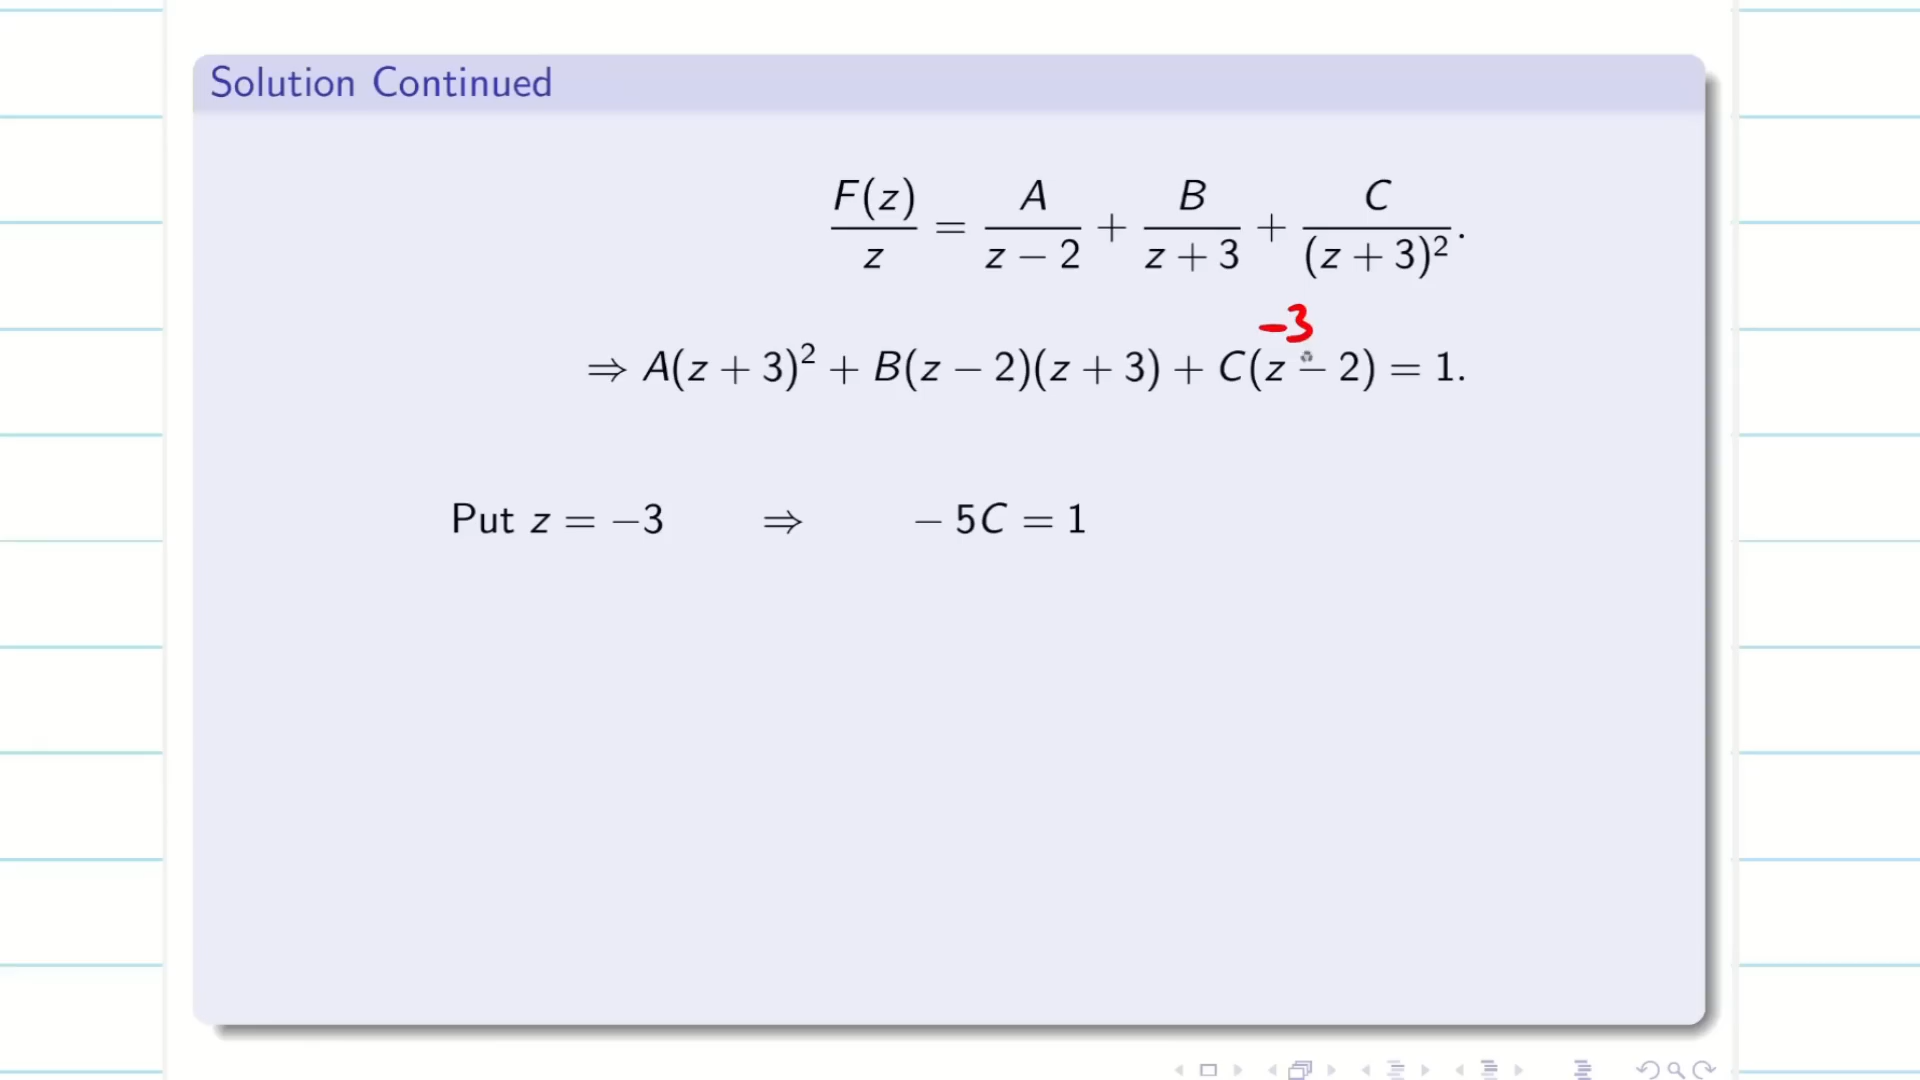 Solution Continued
F(z)/z = A/(z − 2) + B/(z + 3) + C/(z + 3)².
−3
⇒ A(z + 3)² + B(z − 2)(z + 3) + C(z − 2) = 1.
Put z = −3 ⇒ − 5C = 1